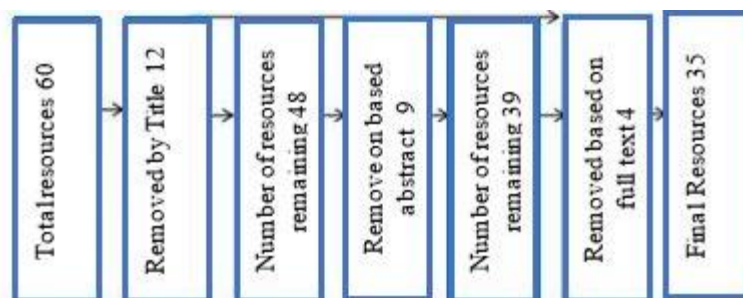 Total resources 60
Removed by Title 12
Number of resources
remaining 48
Remove on based
abstract 9
Number of resources
remaining 39
Removed based on
full text 4
Final Resources 35